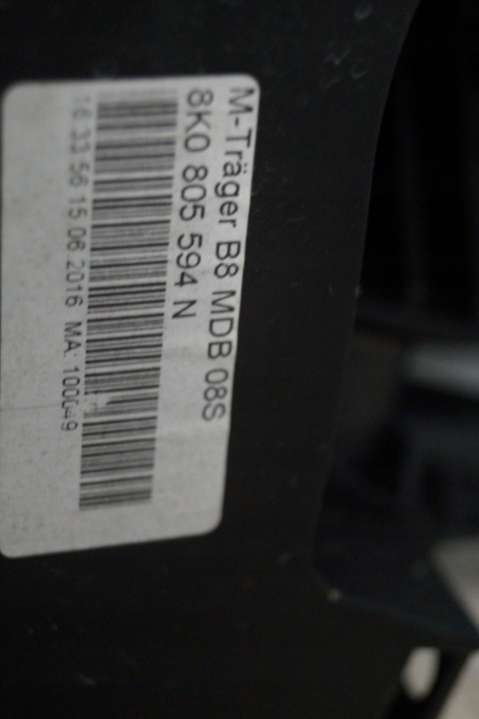 M-Träger B8 MDB 08S
8K0 805 594 N
16 33 56 15 06 2016 MA: 100049